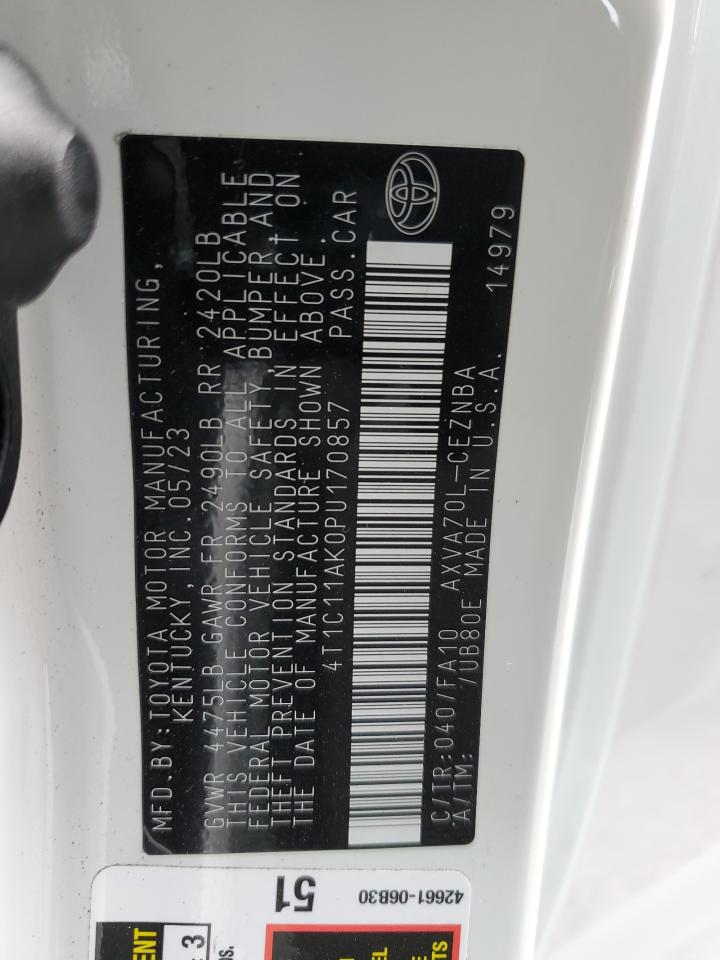 MFD.BY:TOYOTA MOTOR MANUFACTURING,
KENTUCKY, INC.05/23
GVWR 4475LB GAWR FR 2490LB RR 2420LB
THIS VEHICLE CONFORMS TO ALL APPLICABLE
FEDERAL MOTOR VEHICLE SAFETY, BUMPER, AND
THEFT PREVENTION STANDARDS IN EFFECT ON
THE DATE OF MANUFACTURE SHOWN ABOVE.
4T1C11AK0PU170857 PASS.CAR
C/TR:040/FA10 AXVA70L-CEZNBA
A/TM: /UB80E MADE IN U.S.A. 14979
51
42661-06B30
3